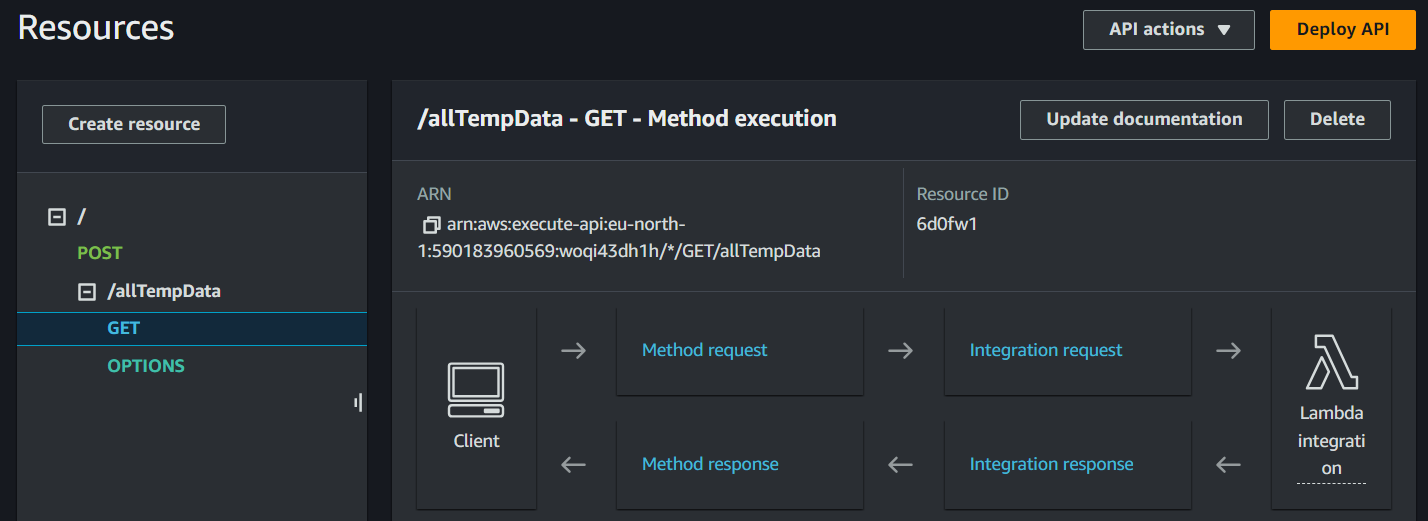 Resources
API actions
Deploy API
Create resource
/
POST
/allTempData
GET
OPTIONS
/allTempData - GET - Method execution
Update documentation
Delete
ARN
arn:aws:execute-api:eu-north-
1:590183960569:woqi43dh1h/*/GET/allTempData
Resource ID
6d0fw1
Client
Method request
Integration request
Method response
Integration response
Lambda
integrati
on